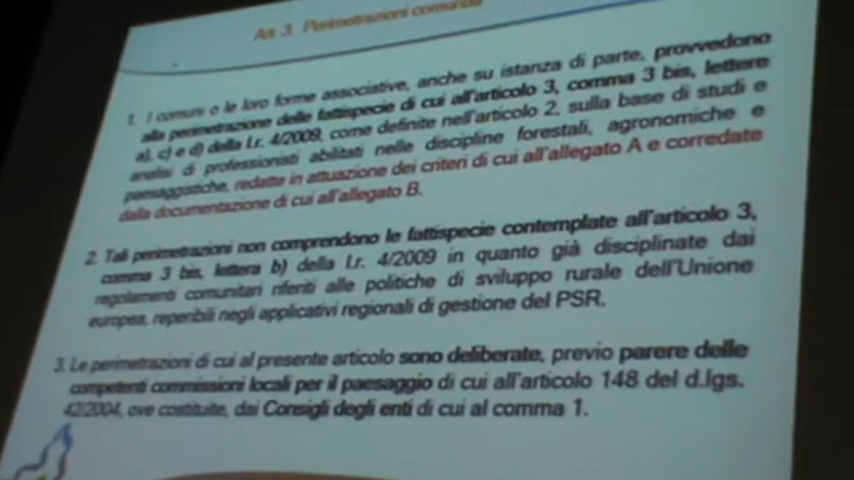 Art. 3. Perimetrazioni comunali
1. I comuni o le loro forme associative, anche su istanza di parte, provvedono
alla perimetrazione delle fattispecie di cui all'articolo 3, comma 3 bis, lettere
a), c) e d) della l.r. 4/2009, come definite nell'articolo 2, sulla base di studi e
analisi di professionisti abilitati nelle discipline forestali, agronomiche e
paesaggistiche, redatte in attuazione dei criteri di cui all'allegato A e corredate
dalla documentazione di cui all'allegato B.
2. Tali perimetrazioni non comprendono le fattispecie contemplate all'articolo 3,
comma 3 bis, lettera b) della l.r. 4/2009 in quanto già disciplinate dai
regolamenti comunitari riferiti alle politiche di sviluppo rurale dell'Unione
europea, reperibili negli applicativi regionali di gestione del PSR.
3. Le perimetrazioni di cui al presente articolo sono deliberate, previo parere delle
competenti commissioni locali per il paesaggio di cui all'articolo 148 del d.lgs.
42/2004, ove costituite, dai Consigli degli enti di cui al comma 1.